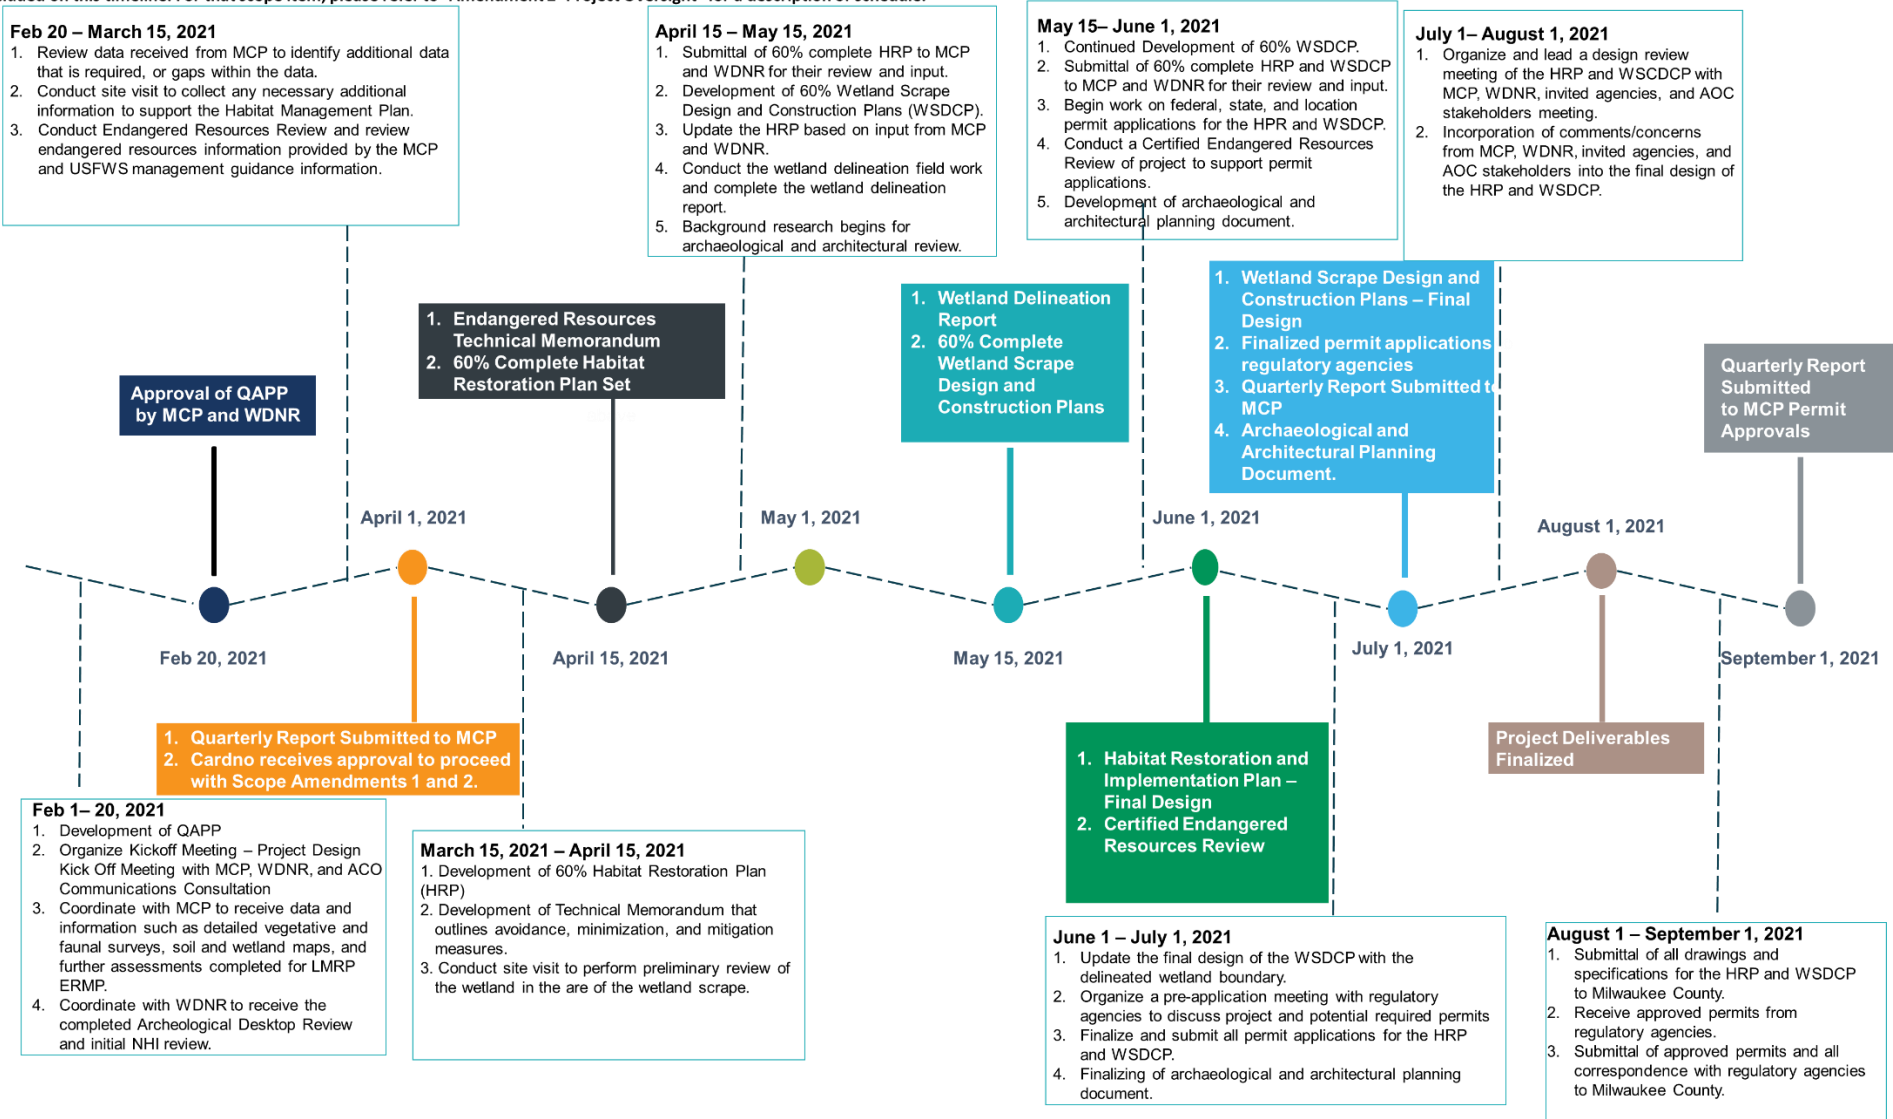 Feb 20 – March 15, 2021
1. Review data received from MCP to identify additional data
that is required, or gaps within the data.
2. Conduct site visit to collect any necessary additional
information to support the Habitat Management Plan.
3. Conduct Endangered Resources Review and review
endangered resources information provided by the MCP
and USFWS management guidance information.
April 15 – May 15, 2021
1. Submittal of 60% complete HRP to MCP
and WDNR for their review and input.
2. Development of 60% Wetland Scrape
Design and Construction Plans (WSDCP).
3. Update the HRP based on input from MCP
and WDNR.
4. Conduct the wetland delineation field work
and complete the wetland delineation
report.
5. Background research begins for
archaeological and architectural review.
May 15– June 1, 2021
1. Continued Development of 60% WSDCP.
2. Submittal of 60% complete HRP and WSDCP
to MCP and WDNR for their review and input.
3. Begin work on federal, state, and location
permit applications for the HPR and WSDCP.
4. Conduct a Certified Endangered Resources
Review of project to support permit
applications.
5. Development of archaeological and
architectural planning document.
July 1– August 1, 2021
1. Organize and lead a design review
meeting of the HRP and WSCDCP with
MCP, WDNR, invited agencies, and AOC
stakeholders meeting.
2. Incorporation of comments/concerns
from MCP, WDNR, invited agencies, and
AOC stakeholders into the final design of
the HRP and WSDCP.
Approval of QAPP
by MCP and WDNR
1. Endangered Resources
Technical Memorandum
2. 60% Complete Habitat
Restoration Plan Set
1. Wetland Delineation
Report
2. 60% Complete
Wetland Scrape
Design and
Construction Plans
1. Wetland Scrape Design and
Construction Plans – Final
Design
2. Finalized permit applications
regulatory agencies
3. Quarterly Report Submitted to
MCP
4. Archaeological and
Architectural Planning
Document.
Quarterly Report
Submitted
to MCP Permit
Approvals
April 1, 2021
May 1, 2021
June 1, 2021
August 1, 2021
Feb 20, 2021
April 15, 2021
May 15, 2021
July 1, 2021
September 1, 2021
1. Quarterly Report Submitted to MCP
2. Cardno receives approval to proceed
with Scope Amendments 1 and 2.
1. Habitat Restoration and
Implementation Plan –
Final Design
2. Certified Endangered
Resources Review
Project Deliverables
Finalized
Feb 1– 20, 2021
1. Development of QAPP
2. Organize Kickoff Meeting – Project Design
Kick Off Meeting with MCP, WDNR, and ACO
Communications Consultation
3. Coordinate with MCP to receive data and
information such as detailed vegetative and
faunal surveys, soil and wetland maps, and
further assessments completed for LMRP
ERMP.
4. Coordinate with WDNR to receive the
completed Archeological Desktop Review
and initial NHI review.
March 15, 2021 – April 15, 2021
1. Development of 60% Habitat Restoration Plan
(HRP)
2. Development of Technical Memorandum that
outlines avoidance, minimization, and mitigation
measures.
3. Conduct site visit to perform preliminary review of
the wetland in the are of the wetland scrape.
June 1 – July 1, 2021
1. Update the final design of the WSDCP with the
delineated wetland boundary.
2. Organize a pre-application meeting with regulatory
agencies to discuss project and potential required permits
3. Finalize and submit all permit applications for the HRP
and WSDCP.
4. Finalizing of archaeological and architectural planning
document.
August 1 – September 1, 2021
1. Submittal of all drawings and
specifications for the HRP and WSDCP
to Milwaukee County.
2. Receive approved permits from
regulatory agencies.
3. Submittal of approved permits and all
correspondence with regulatory agencies
to Milwaukee County.